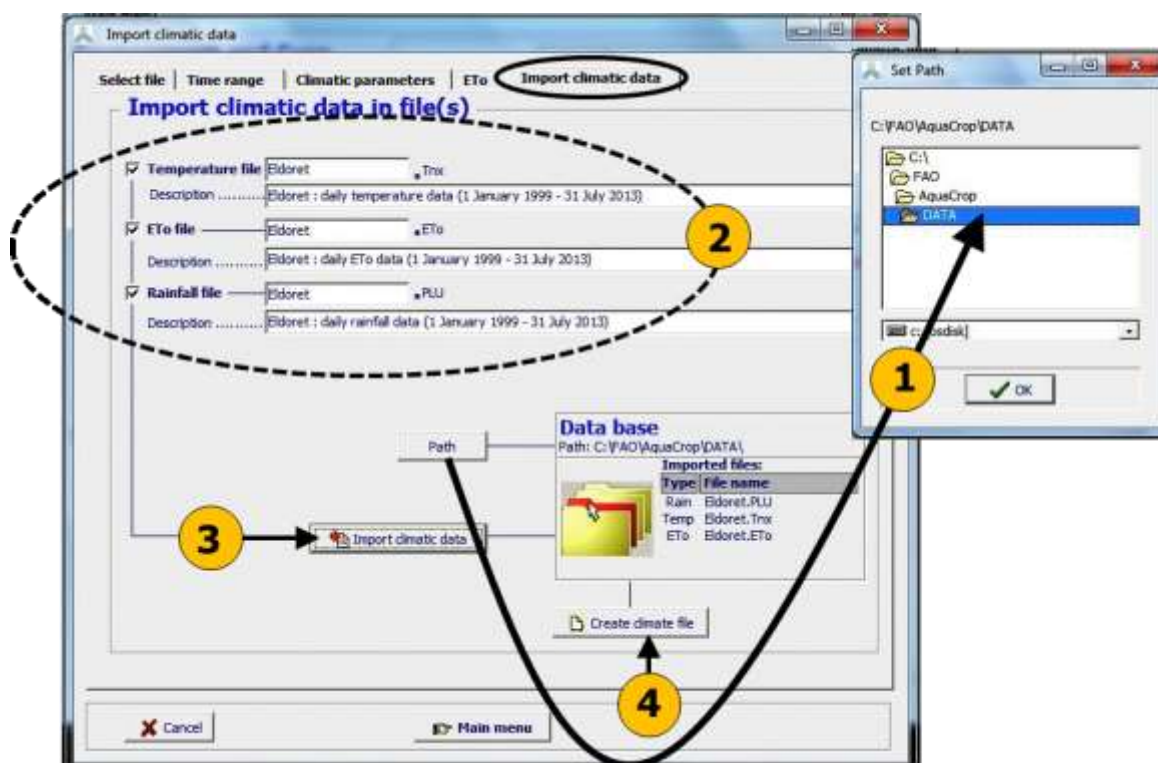 Import climatic data
Select file | Time range | Climatic parameters | ETo Import climatic data
Import climatic data in file(s)
Temperature file Eldoret .Tnx
Description .......... Eldoret : daily temperature data (1 January 1999 - 31 July 2013)
ETo file Eldoret .ETo
Description .......... Eldoret : daily ETo data (1 January 1999 - 31 July 2013)
Rainfall file Eldoret .PLU
Description .......... Eldoret : daily rainfall data (1 January 1999 - 31 July 2013)
2
Path
Data base
Path: C:\FAO\AquaCrop\DATA\
Imported files:
Type File name
Rain Eldoret.PLU
Temp Eldoret.Tnx
ETo Eldoret.ETo
3
Import climatic data
Create climate file
4
Cancel
Main menu
Set Path
C:\FAO\AquaCrop\DATA
C:\
FAO
AquaCrop
DATA
c:
1
OK